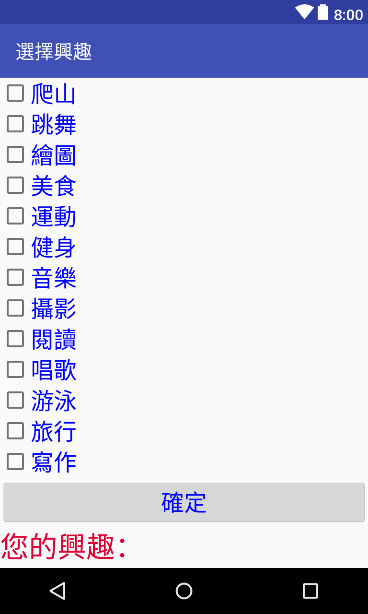 8:00
選擇興趣
爬山
跳舞
繪圖
美食
運動
健身
音樂
攝影
閱讀
唱歌
游泳
旅行
寫作
確定
您的興趣: